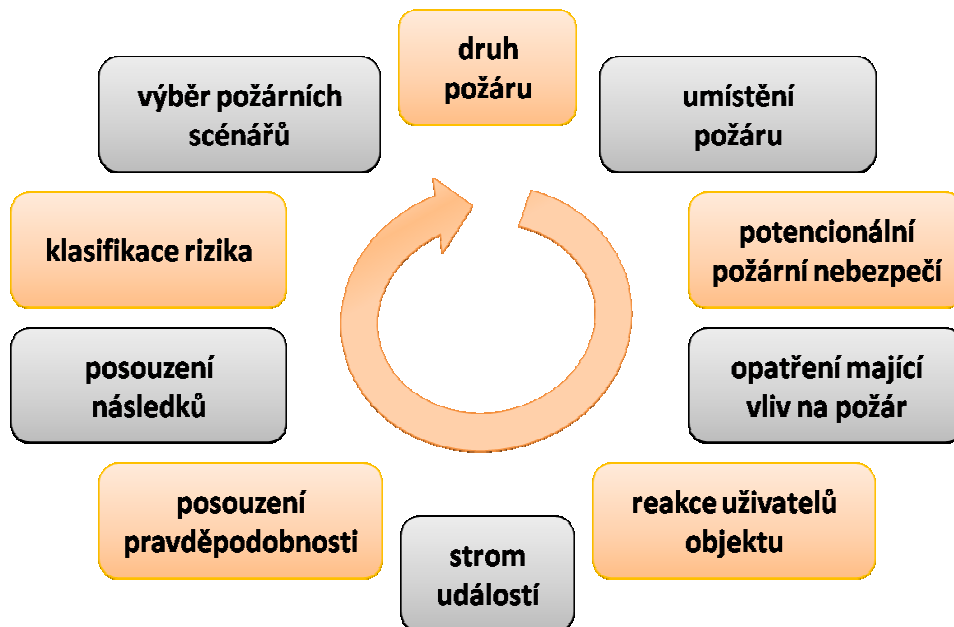 druh
požáru
umístění
požáru
potencionální
požární nebezpečí
opatření mající
vliv na požár
reakce uživatelů
objektu
strom
událostí
posouzení
pravděpodobnosti
posouzení
následků
klasifikace rizika
výběr požárních
scénářů